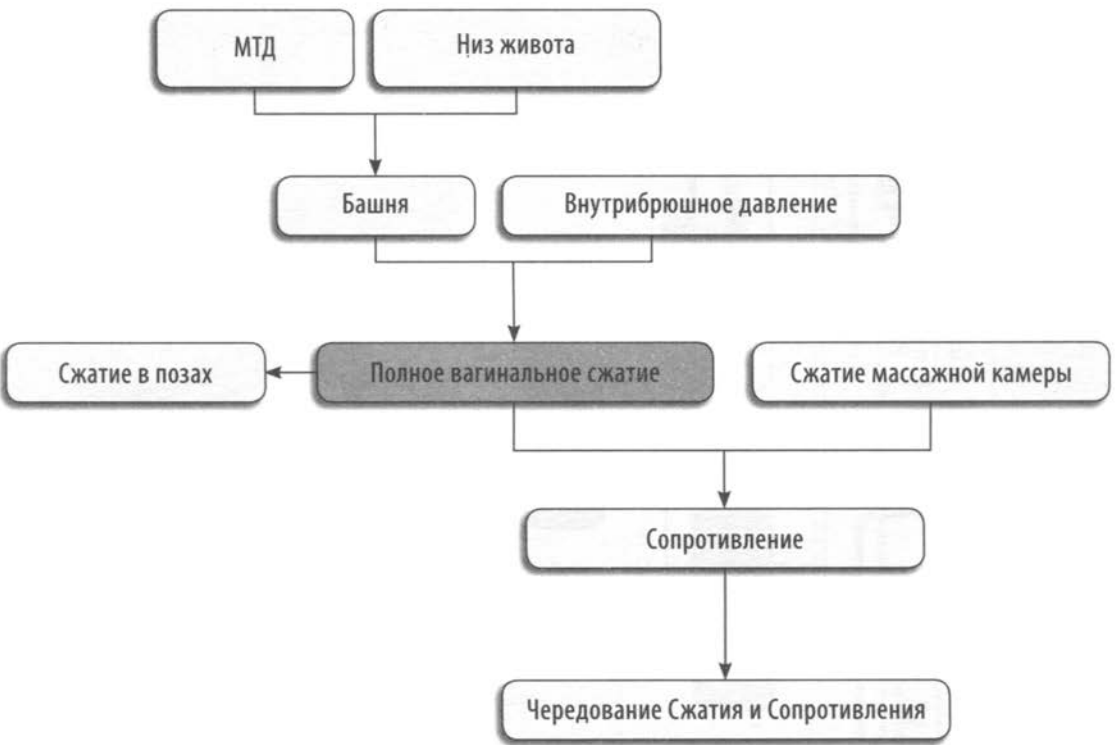 МТД
Низ живота
Башня
Внутрибрюшное давление
Сжатие в позах
Полное вагинальное сжатие
Сжатие массажной камеры
Сопротивление
Чередование Сжатия и Сопротивления